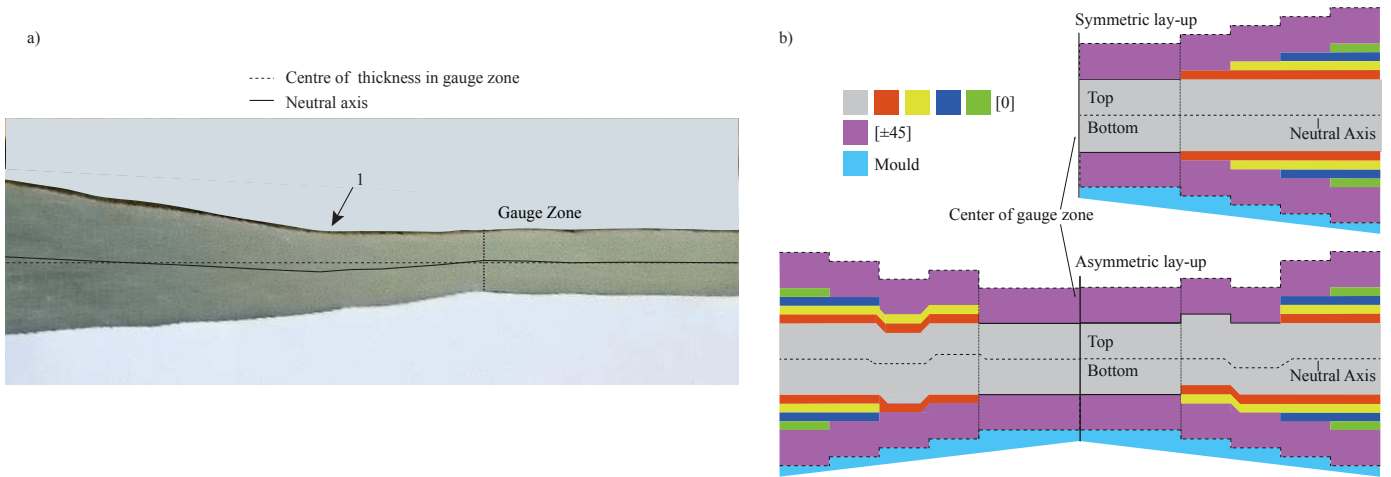 a)
Centre of thickness in gauge zone
Neutral axis
1
Gauge Zone
b)
Symmetric lay-up
[0]
[±45]
Mould
Top
Bottom
Neutral Axis
Center of gauge zone
Asymmetric lay-up
Top
Bottom
Neutral Axis